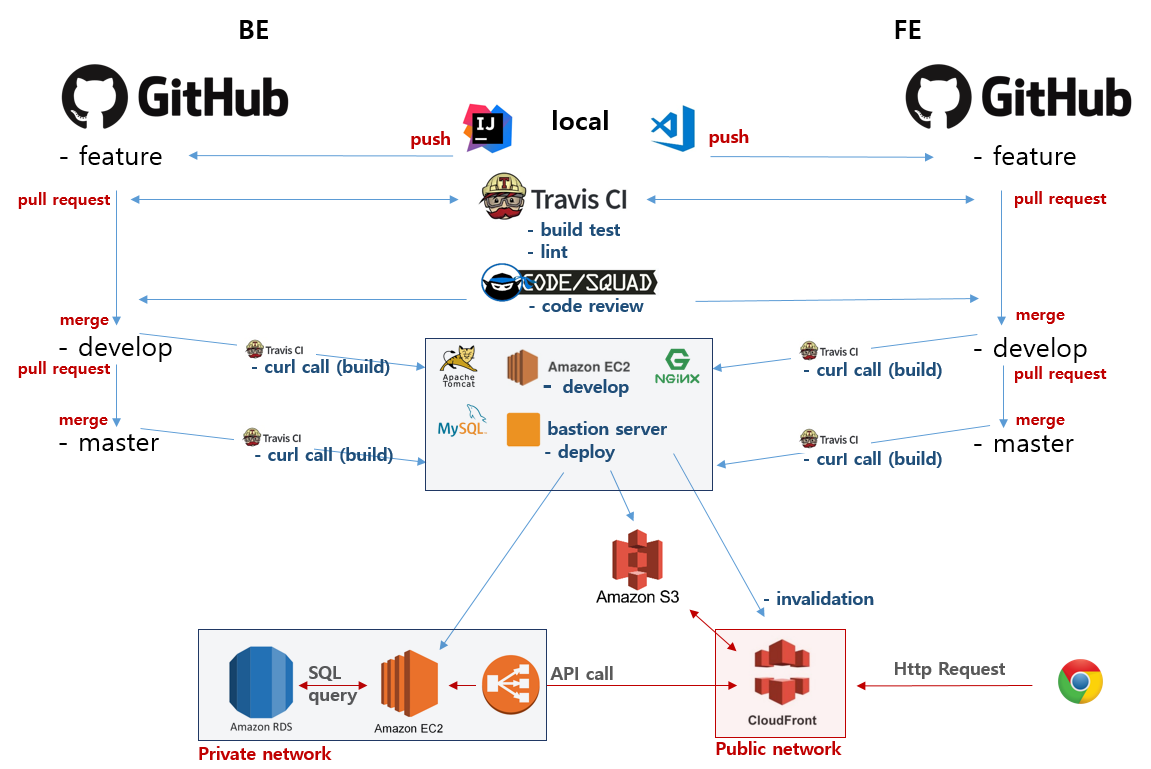 BE
FE
GitHub
GitHub
IJ
local
push
push
- feature
- feature
pull request
T
Travis CI
pull request
- build test
- lint
CODE/SQUAD
- code review
merge
merge
- develop
Travis CI
- curl call (build)
Apache
Tomcat
Amazon EC2
- develop
NGINX
Travis CI
- curl call (build)
- develop
pull request
pull request
merge
merge
- master
Travis CI
- curl call (build)
MySQL
bastion server
- deploy
Travis CI
- curl call (build)
- master
Amazon S3
- invalidation
SQL
query
API call
Http Request
Amazon RDS
Amazon EC2
CloudFront
Private network
Public network